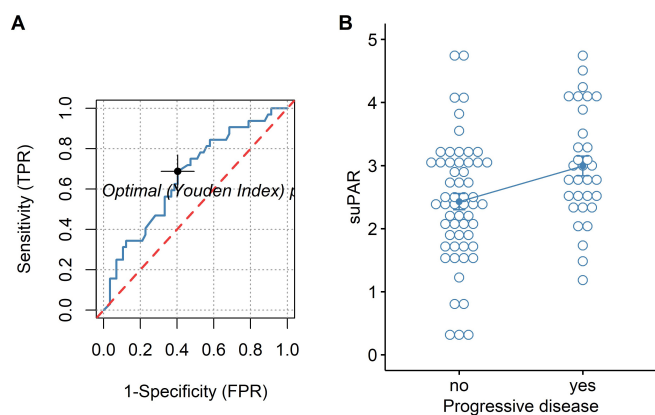 A
Sensitivity (TPR)
0.0 0.2 0.4 0.6 0.8 1.0
Optimal (Youden Index) p
0.0 0.2 0.4 0.6 0.8 1.0
1-Specificity (FPR)
B
suPAR
5
4
3
2
1
0
no yes
Progressive disease